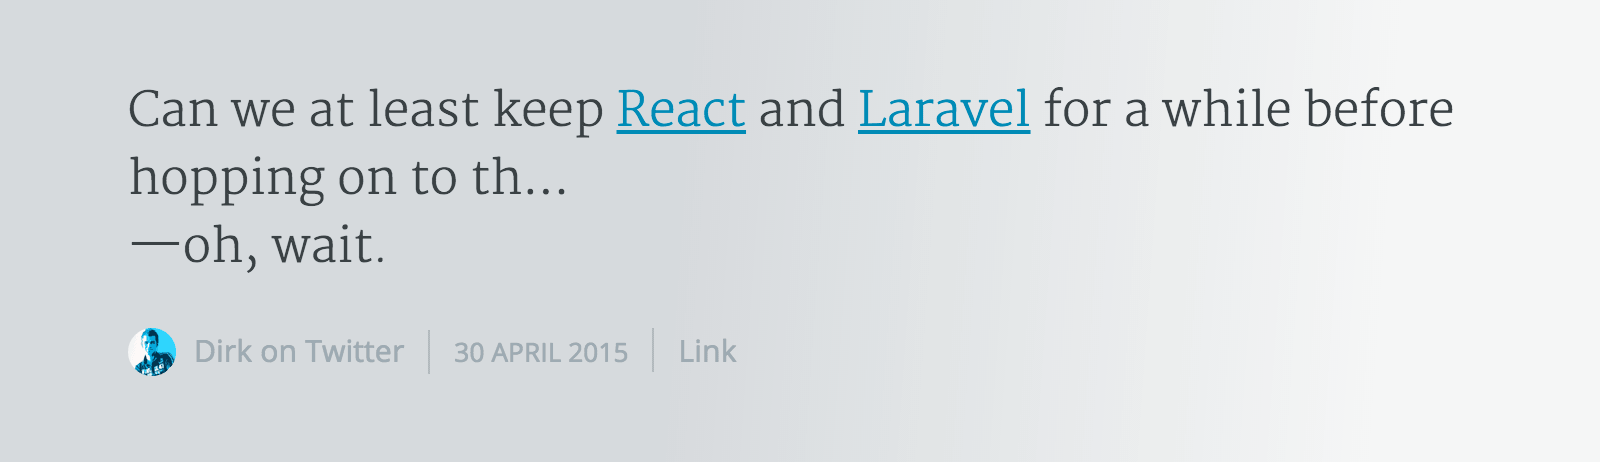 Can we at least keep React and Laravel for a while before
hopping on to th...
—oh, wait.
Dirk on Twitter 30 APRIL 2015 Link